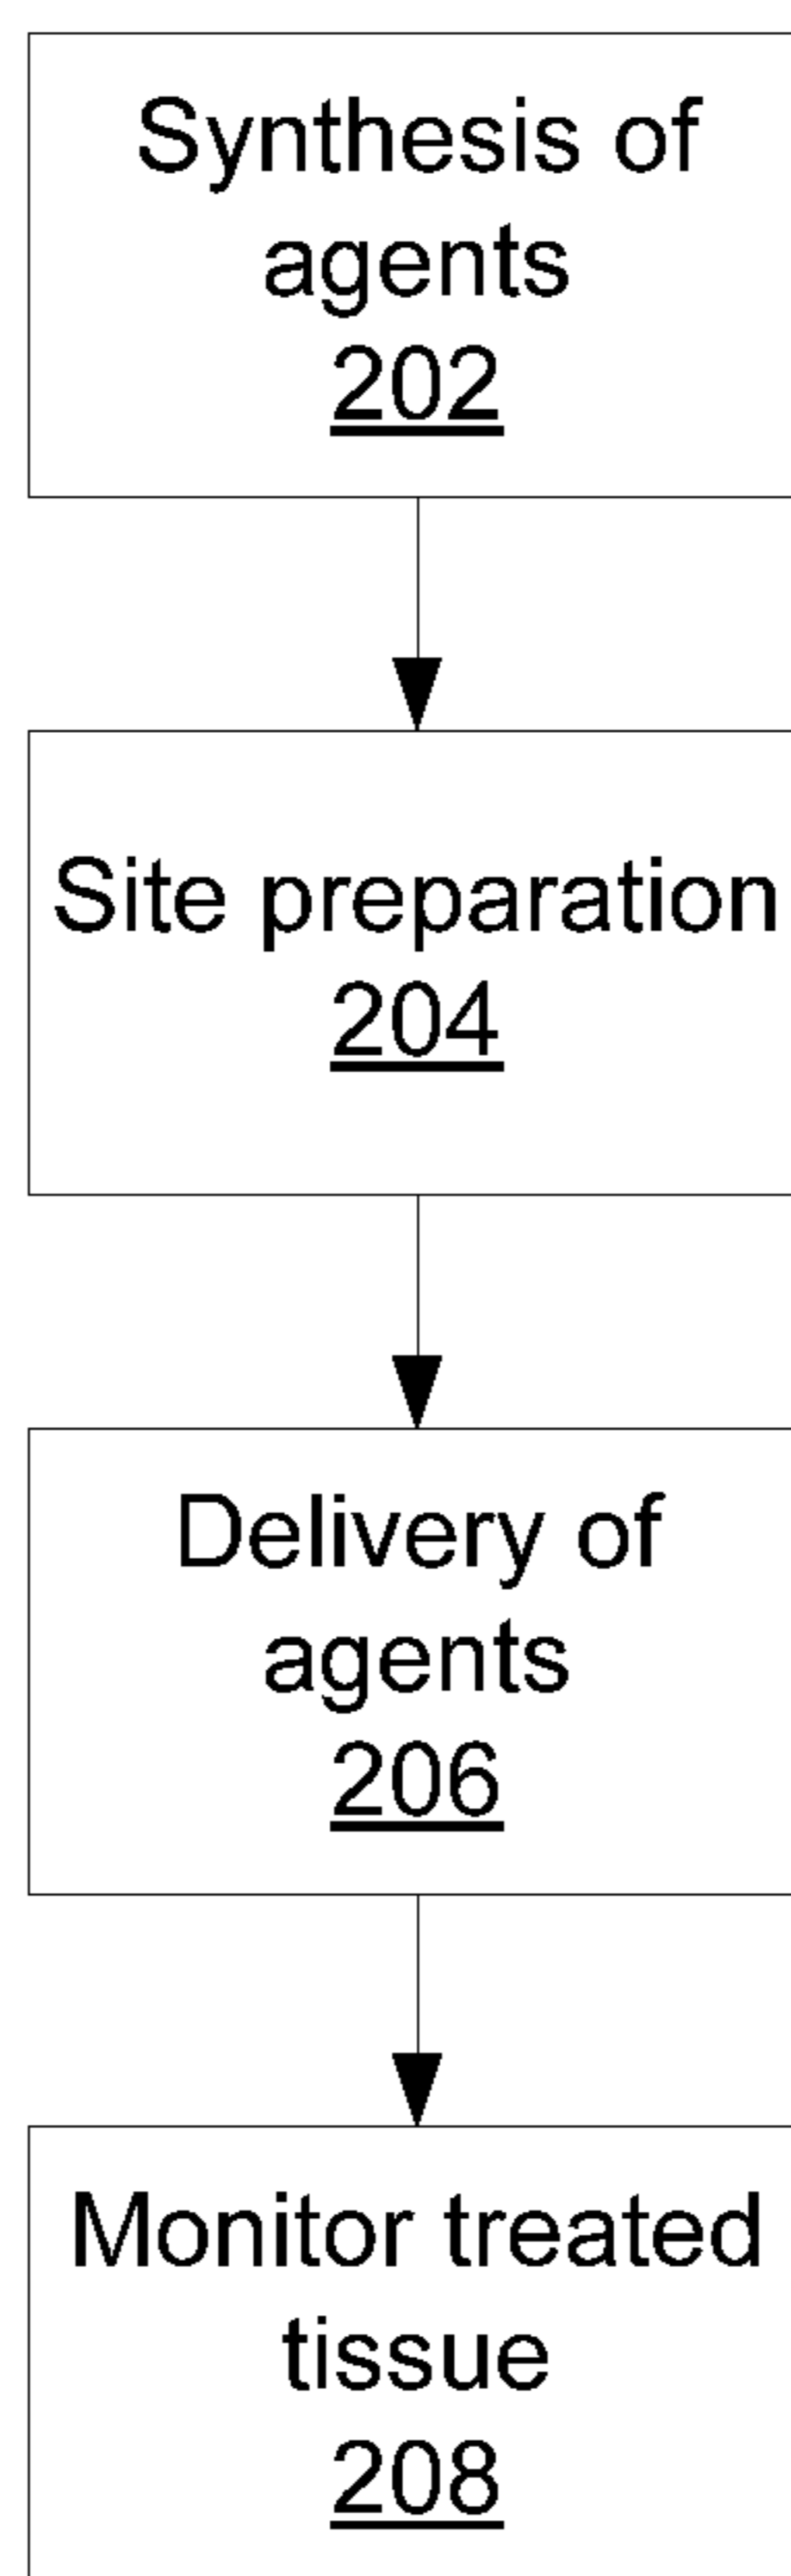 Synthesis of
agents
202
Site preparation
204
Delivery of
agents
206
Monitor treated
tissue
208